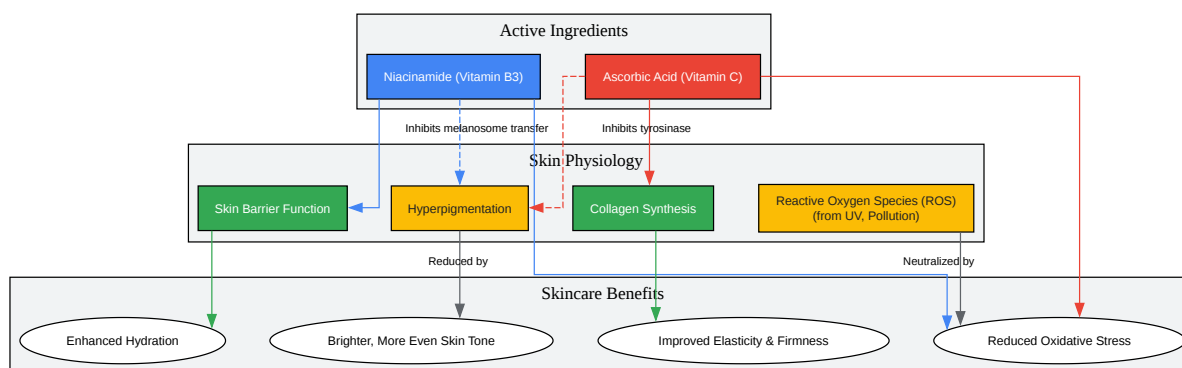 Active Ingredients
Niacinamide (Vitamin B3)
Ascorbic Acid (Vitamin C)
Inhibits melanosome transfer
Inhibits tyrosinase
Skin Physiology
Skin Barrier Function
Hyperpigmentation
Collagen Synthesis
Reactive Oxygen Species (ROS)
(from UV, Pollution)
Reduced by
Neutralized by
Skincare Benefits
Enhanced Hydration
Brighter, More Even Skin Tone
Improved Elasticity & Firmness
Reduced Oxidative Stress